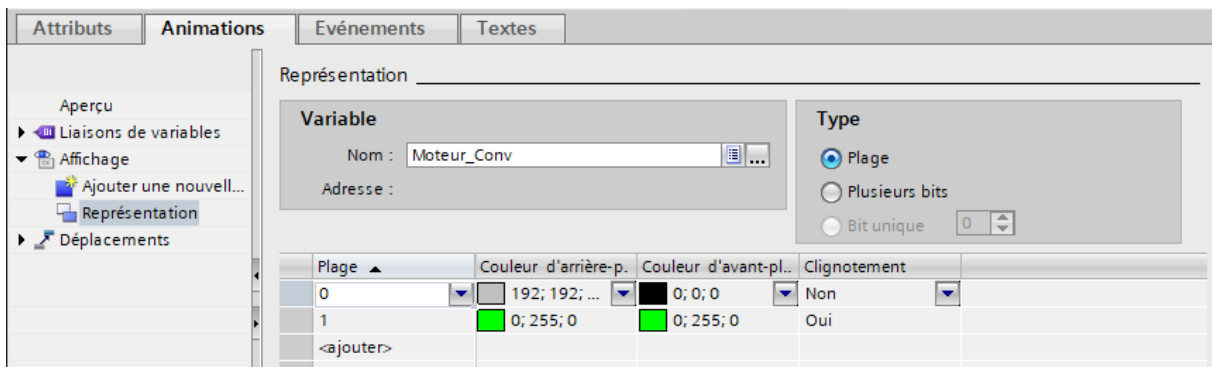 Attributs Animations Evénements Textes
Représentation
Aperçu
Liaisons de variables
Affichage
Ajouter une nouvell...
Représentation
Déplacements
Variable
Nom : Moteur_Conv
Adresse :
Type
Plage
Plusieurs bits
Bit unique 0
Plage Couleur d'arrière-p. Couleur d'avant-pl.. Clignotement
0 192; 192; ... 0; 0; 0 Non
1 0; 255; 0 0; 255; 0 Oui
<ajouter>